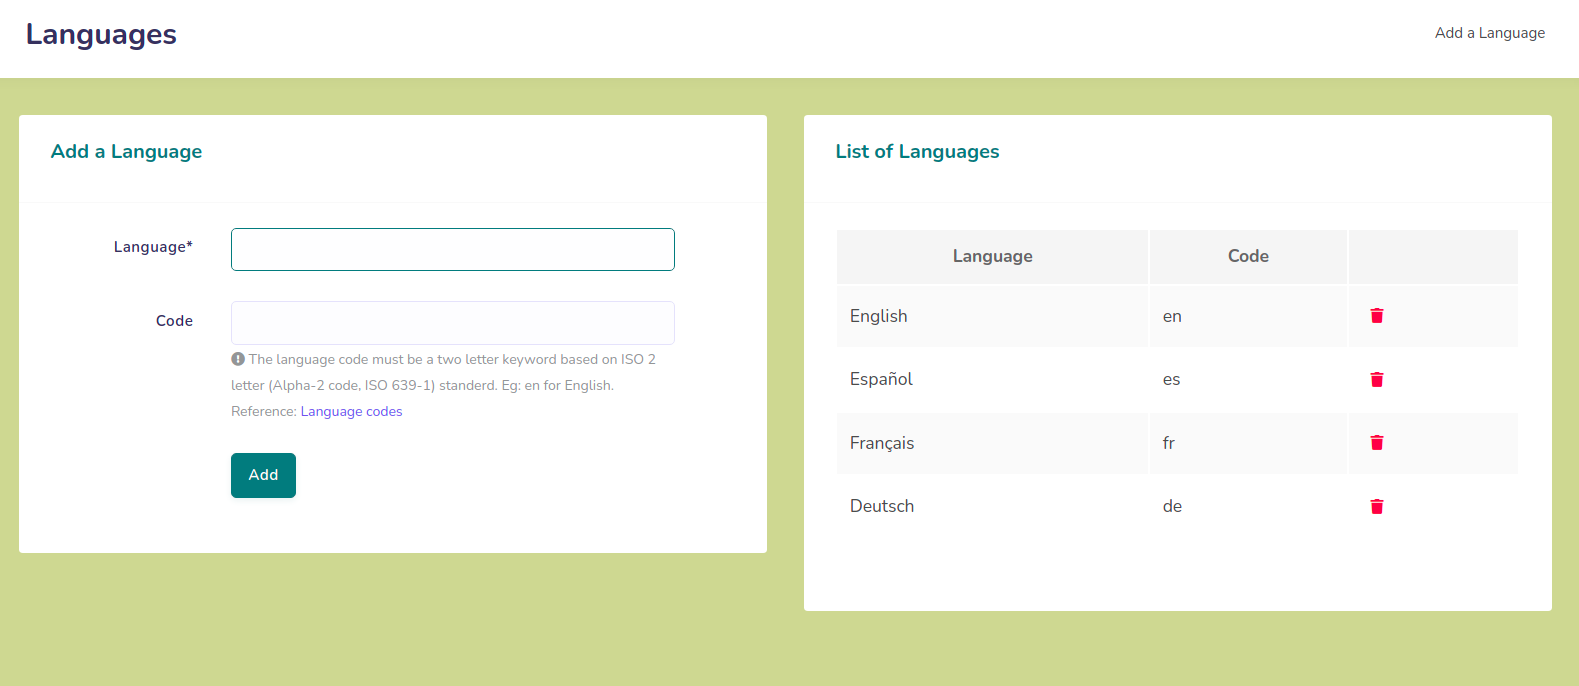 Languages
Add a Language
Add a Language
Language*
Code
The language code must be a two letter keyword based on ISO 2
letter (Alpha-2 code, ISO 639-1) standerd. Eg: en for English.
Reference: Language codes
Add
List of Languages
Language Code
English en
Español es
Français fr
Deutsch de